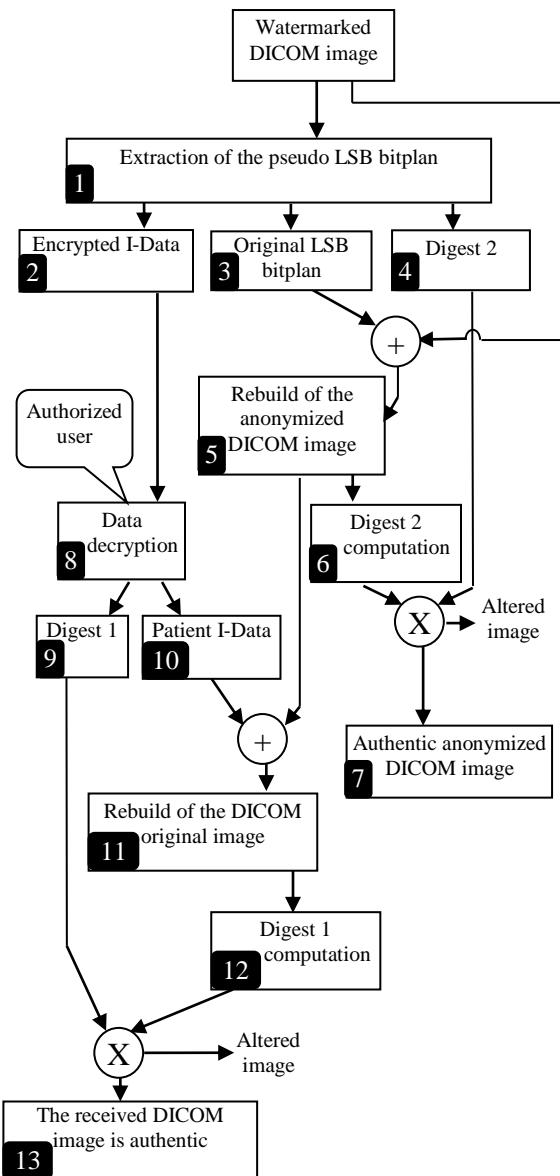 Watermarked
DICOM image
Extraction of the pseudo LSB bitplan
1
Encrypted I-Data
2
Original LSB
bitplan
3
Digest 2
4
+
Rebuild of the
anonymized
DICOM image
5
Authorized
user
Data
decryption
8
Digest 2
computation
6
Digest 1
9
Patient I-Data
10
X
Altered
image
+
Authentic anonymized
DICOM image
7
Rebuild of the DICOM
original image
11
Digest 1
computation
12
X
Altered
image
The received DICOM
image is authentic
13